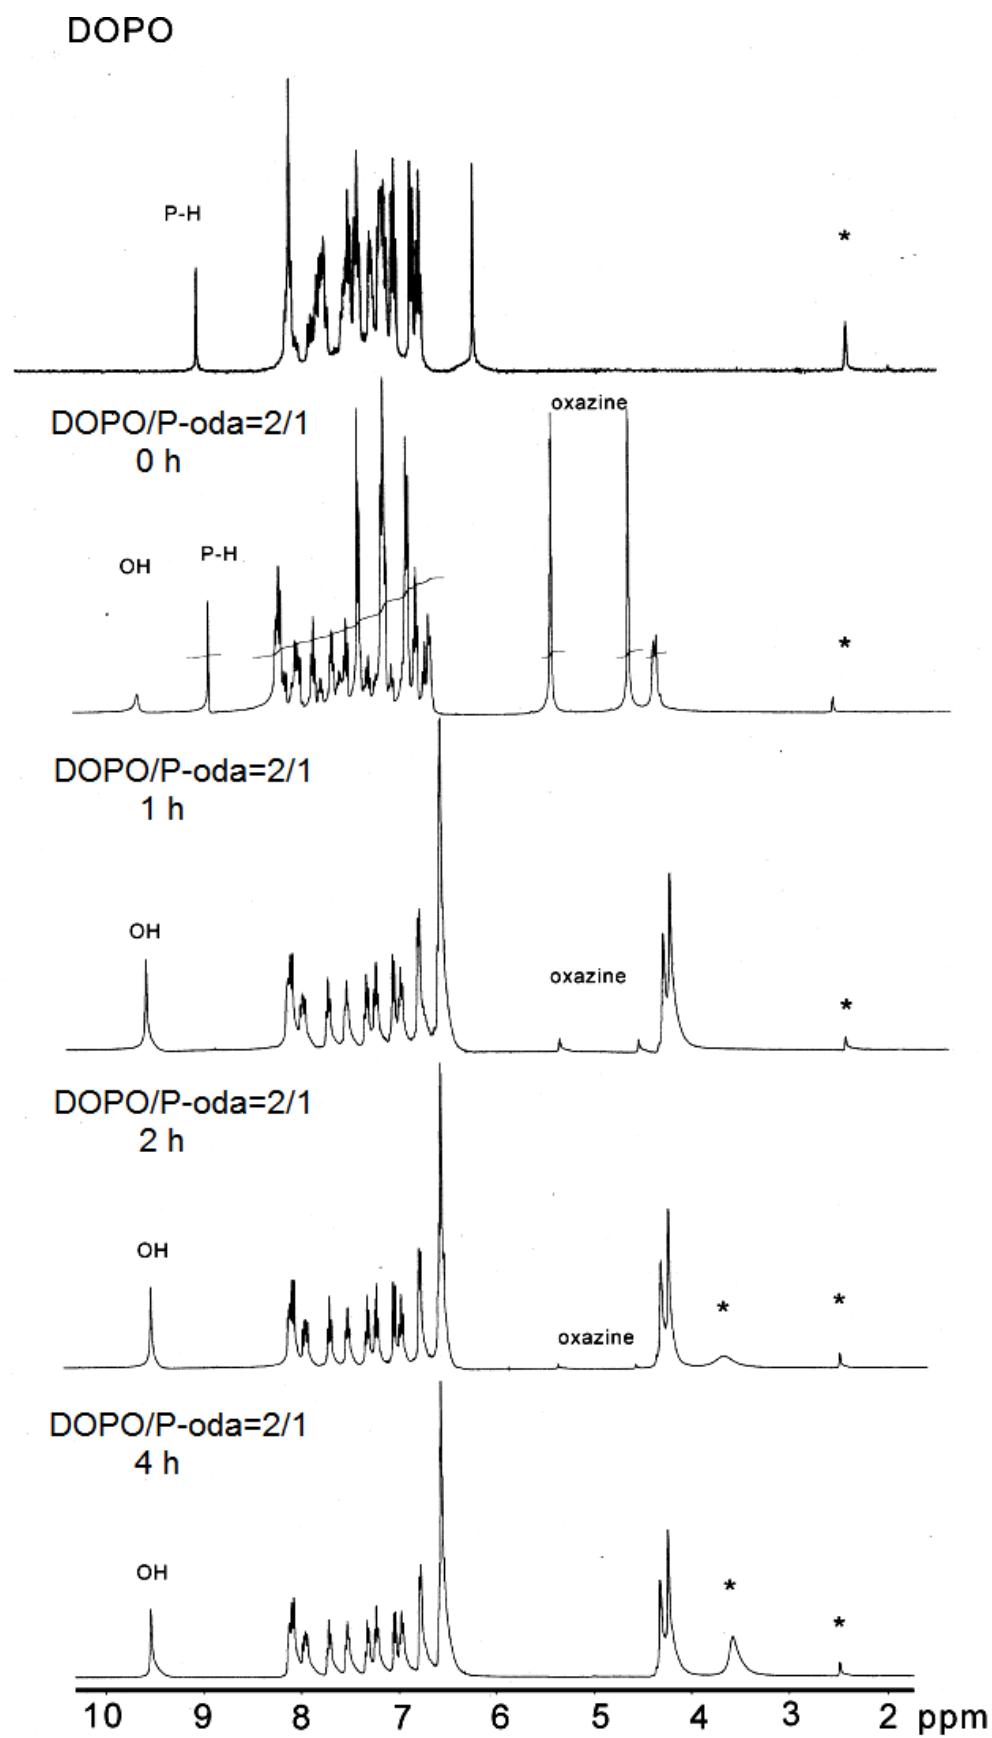 DOPO
P-H
*
DOPO/P-oda=2/1
0 h
oxazine
OH
P-H
*
DOPO/P-oda=2/1
1 h
OH
oxazine
*
DOPO/P-oda=2/1
2 h
OH
oxazine
*
*
DOPO/P-oda=2/1
4 h
OH
*
*
10 9 8 7 6 5 4 3 2 ppm